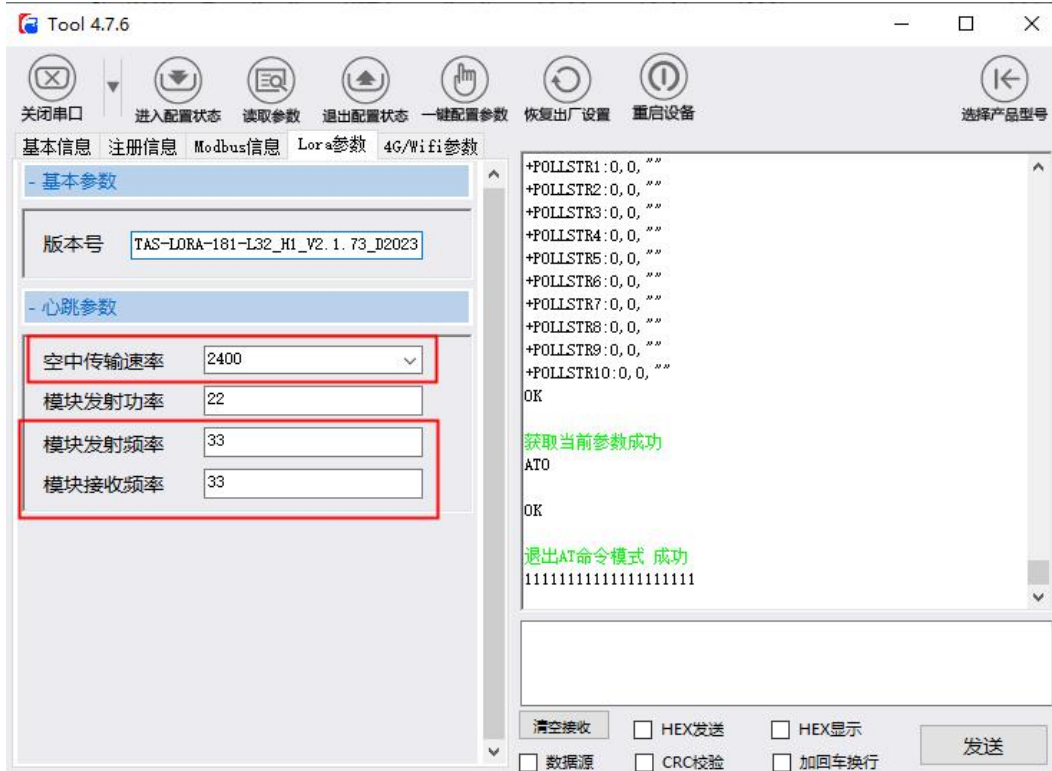 Tool 4.7.6
关闭串口 进入配置状态 读取参数 退出配置状态 一键配置参数 恢复出厂设置 重启设备 选择产品型号
基本信息 注册信息 Modbus信息 Lora参数 4G/Wifi参数
- 基本参数
版本号 TAS-LORA-181-L32_H1_V2.1.73_D2023
- 心跳参数
空中传输速率 2400
模块发射功率 22
模块发射频率 33
模块接收频率 33
+POLLSTR1:0,0,""
+POLLSTR2:0,0,""
+POLLSTR3:0,0,""
+POLLSTR4:0,0,""
+POLLSTR5:0,0,""
+POLLSTR6:0,0,""
+POLLSTR7:0,0,""
+POLLSTR8:0,0,""
+POLLSTR9:0,0,""
+POLLSTR10:0,0,""
OK
获取当前参数成功
ATO
OK
退出AT命令模式 成功
11111111111111111111
清空接收 HEX发送 HEX显示
数据源 CRC校验 加回车换行
发送